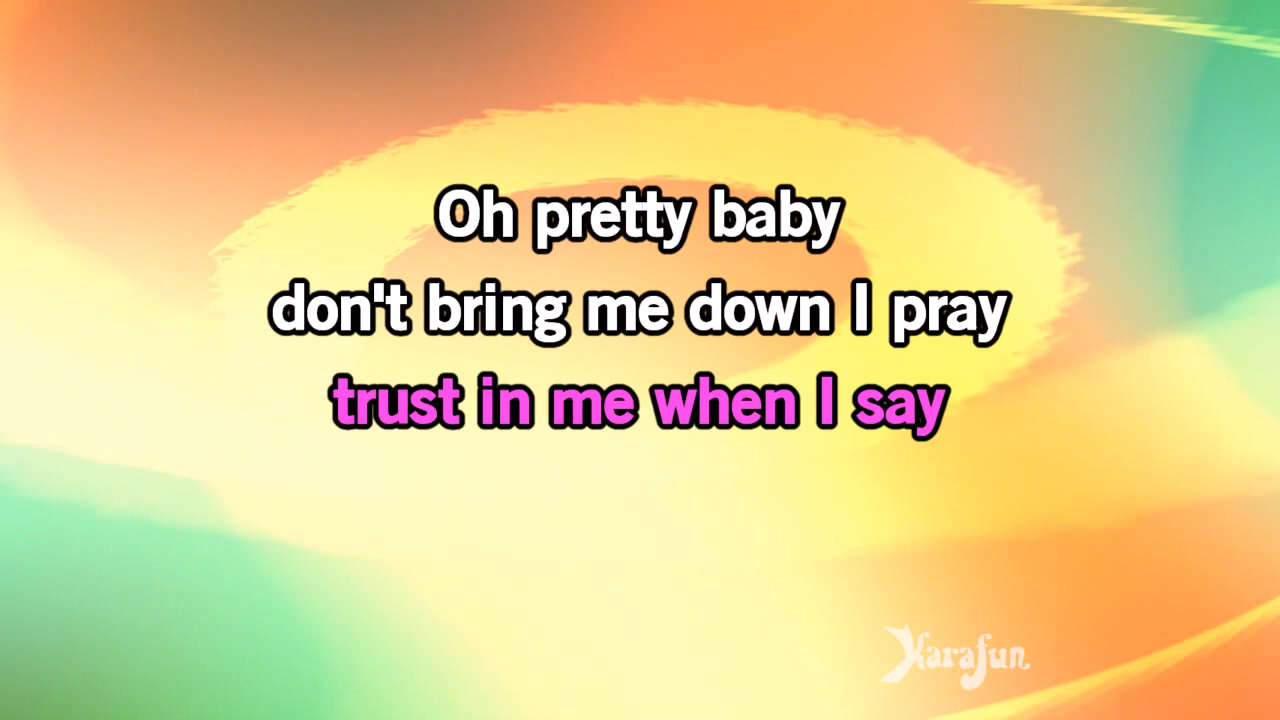 Oh pretty baby
don't bring me down I pray
trust in me when I say
Karafun